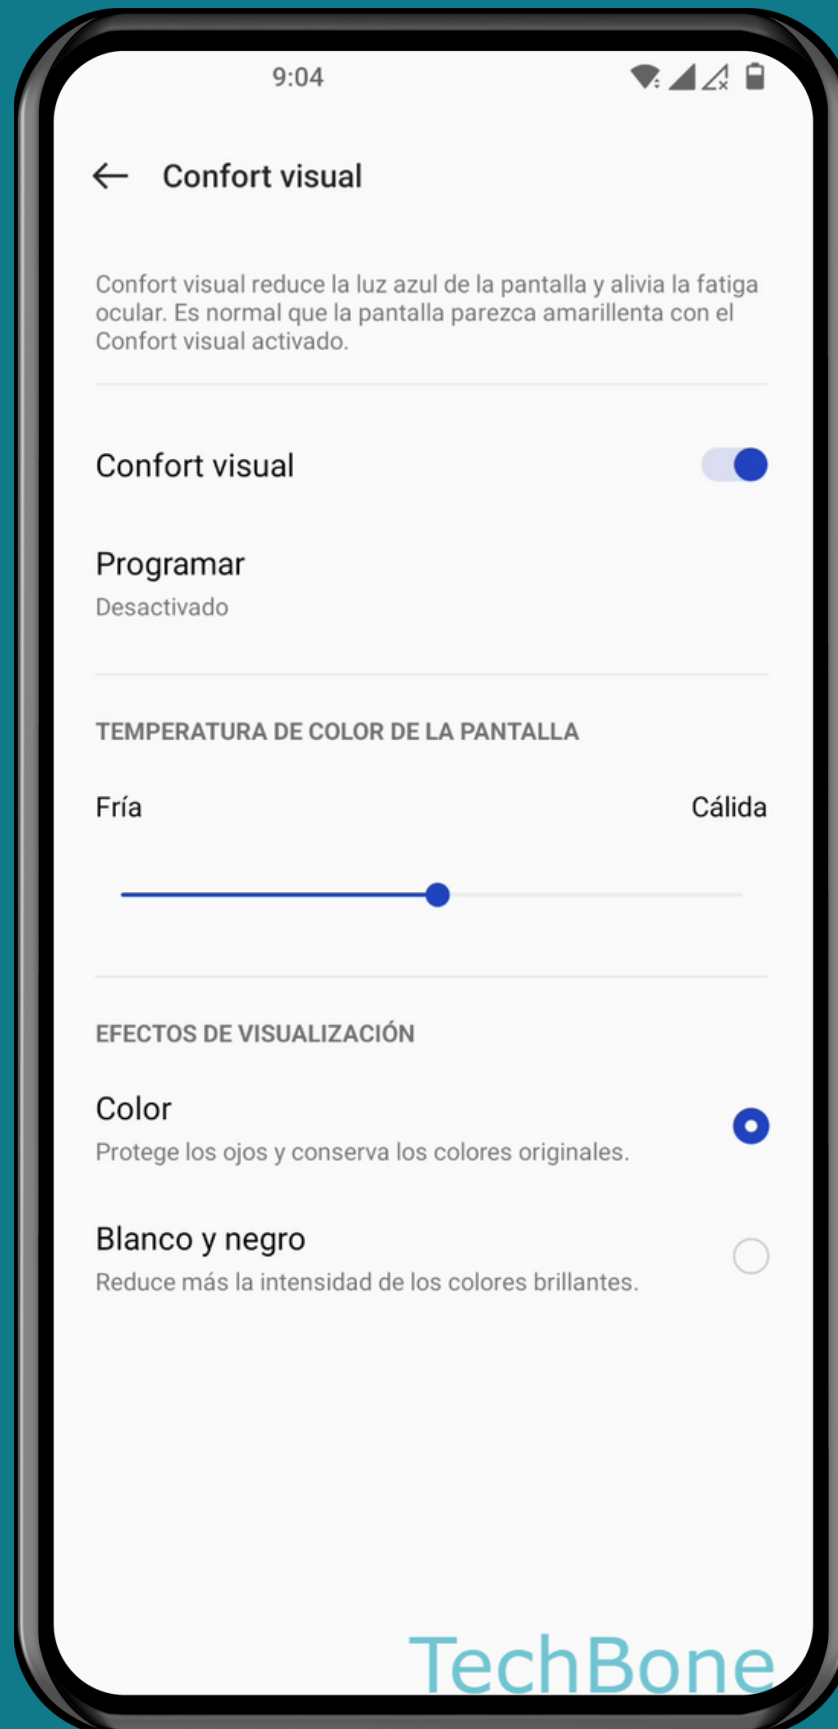 9:04
Confort visual
Confort visual reduce la luz azul de la pantalla y alivia la fatiga
ocular. Es normal que la pantalla parezca amarillenta con el
Confort visual activado.
Confort visual
Programar
Desactivado
TEMPERATURA DE COLOR DE LA PANTALLA
Fría Cálida
EFECTOS DE VISUALIZACIÓN
Color
Protege los ojos y conserva los colores originales.
Blanco y negro
Reduce más la intensidad de los colores brillantes.
TechBone